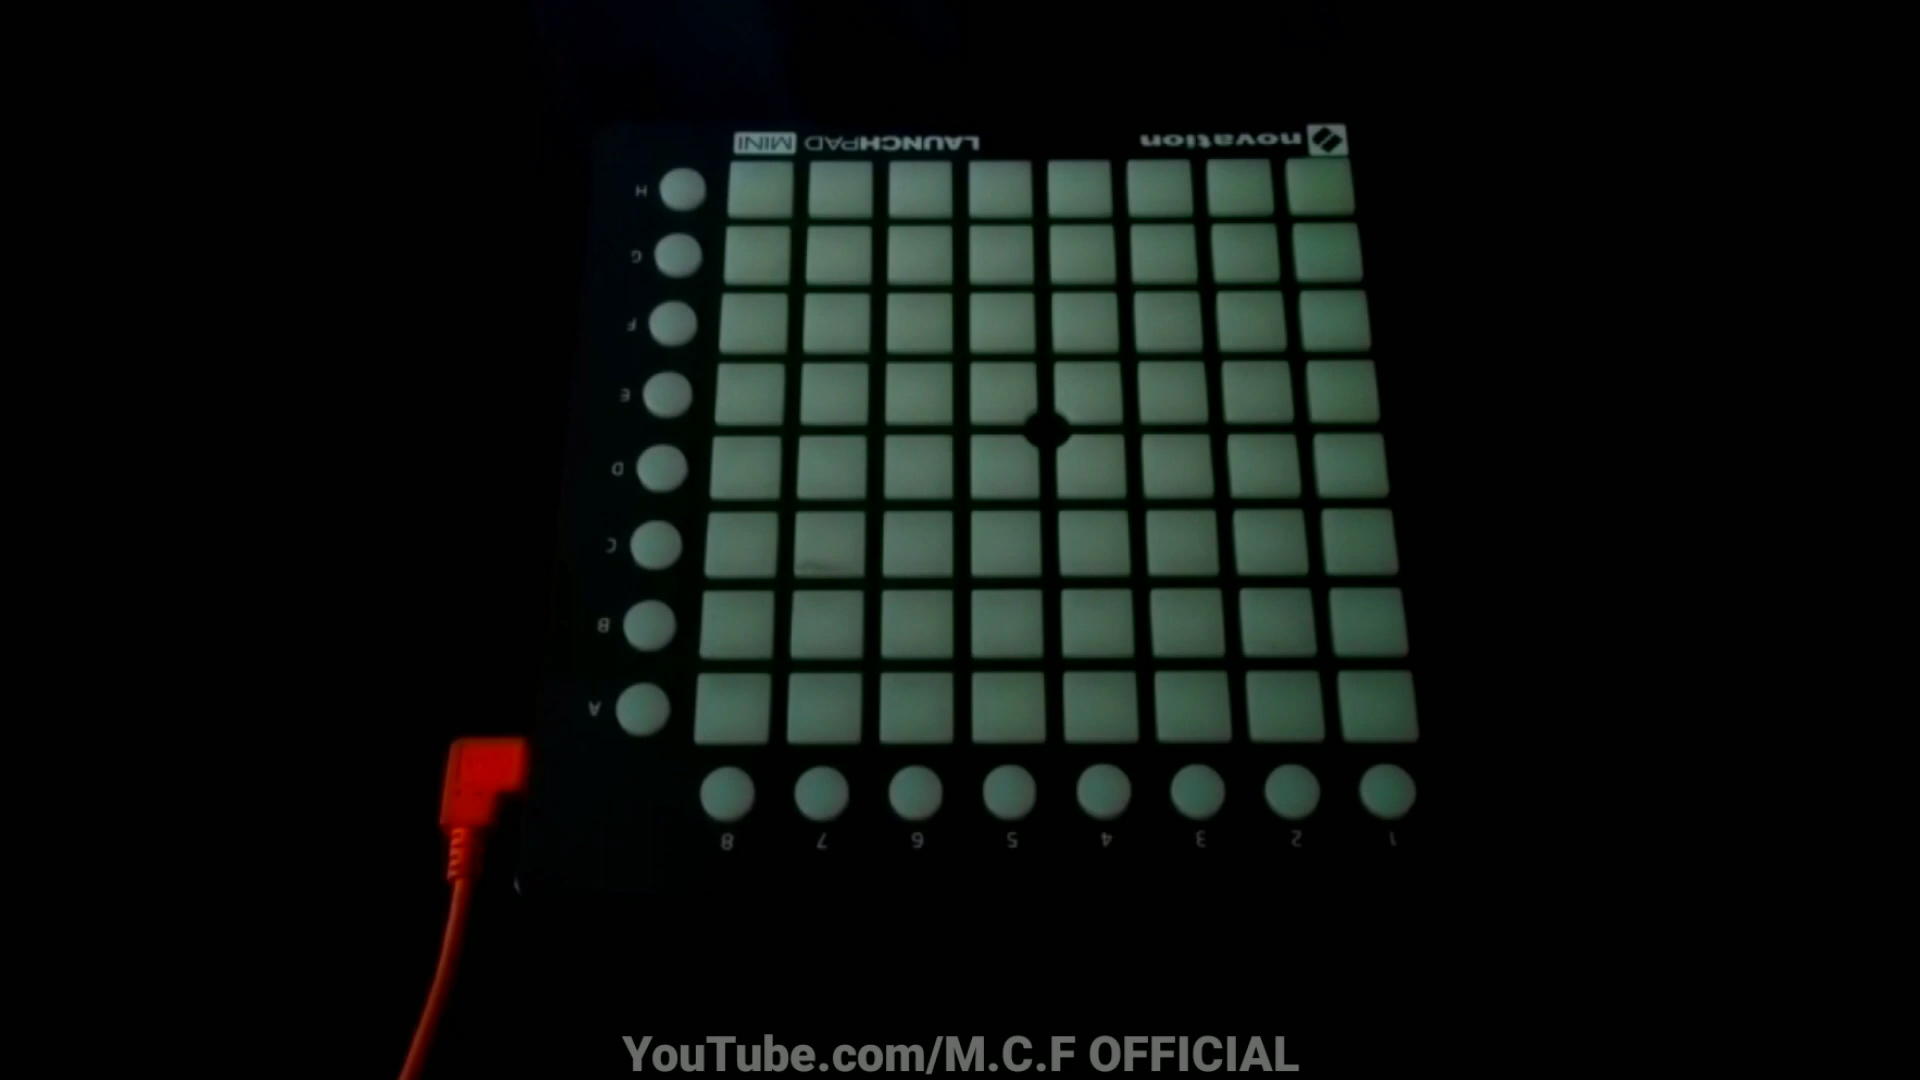 MINI LAUNCHPAD novation
H
G
F
E
D
C
B
A
8 7 6 5 4 3 2 1
YouTube.com/M.C.F OFFICIAL